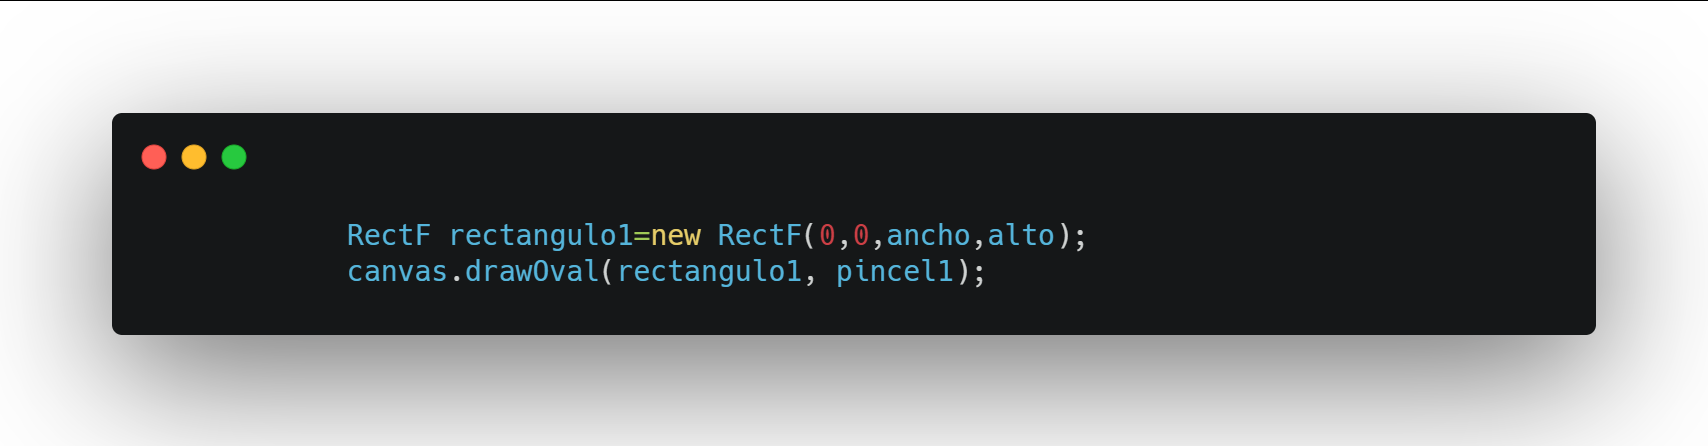 RectF rectangulo1=new RectF(0,0,ancho,alto);
canvas.drawOval(rectangulo1, pincel1);